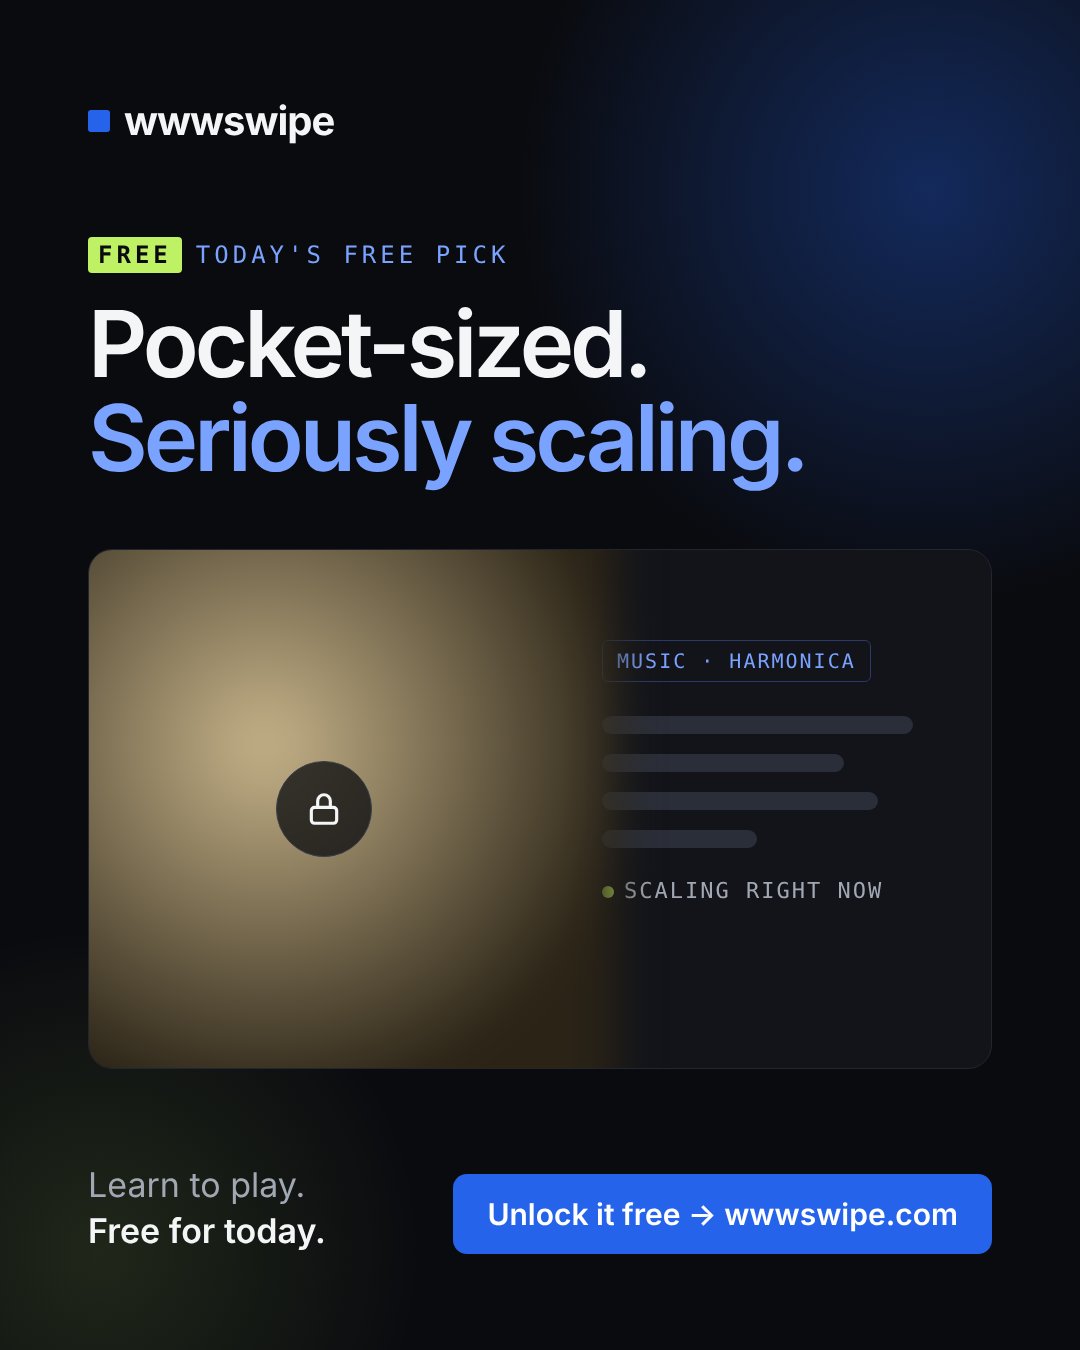 wwwswipe
FREE TODAY'S FREE PICK
Pocket-sized.
Seriously scaling.
MUSIC · HARMONICA
SCALING RIGHT NOW
Learn to play.
Free for today.
Unlock it free → wwwswipe.com